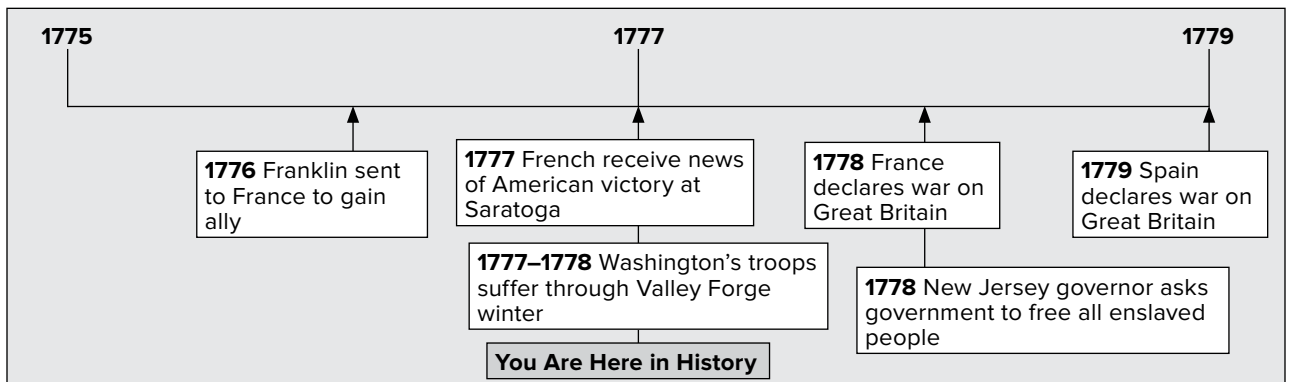 1775
1777
1779
1776 Franklin sent
to France to gain
ally
1777 French receive news
of American victory at
Saratoga
1777–1778 Washington's troops
suffer through Valley Forge
winter
You Are Here in History
1778 France
declares war on
Great Britain
1778 New Jersey governor asks
government to free all enslaved
people
1779 Spain
declares war on
Great Britain